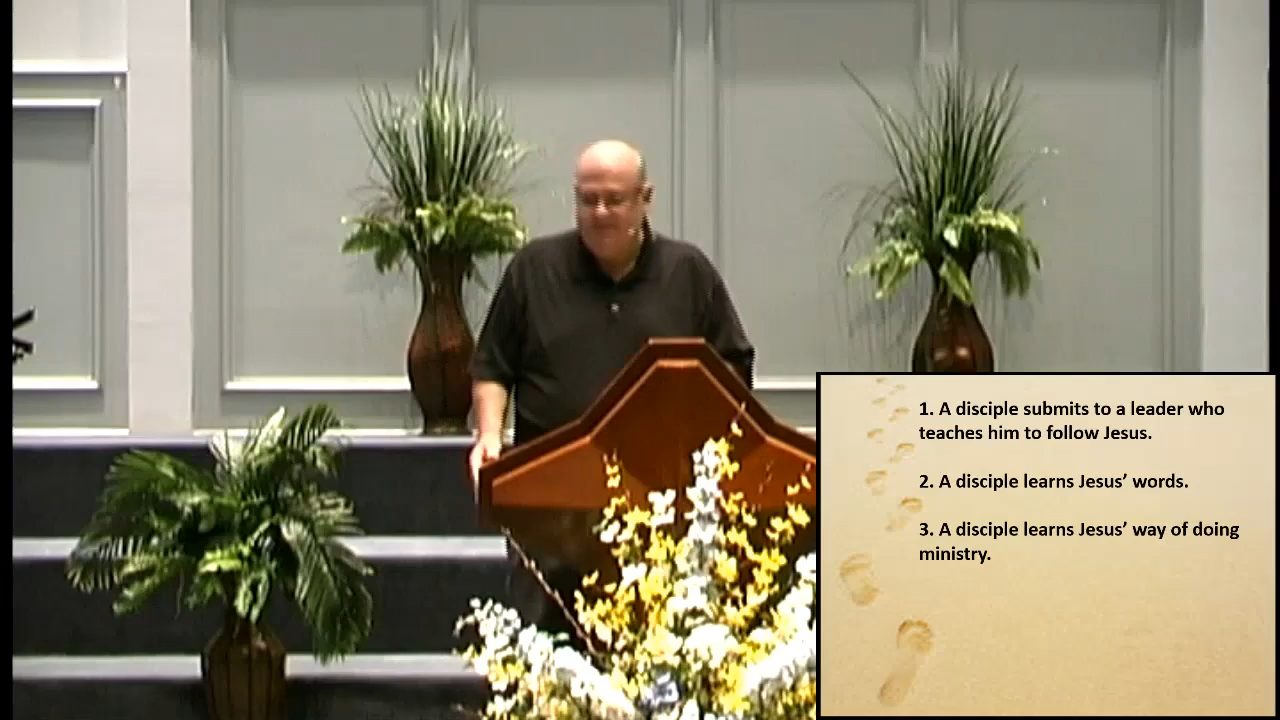 1. A disciple submits to a leader who
teaches him to follow Jesus.
2. A disciple learns Jesus’ words.
3. A disciple learns Jesus’ way of doing
ministry.